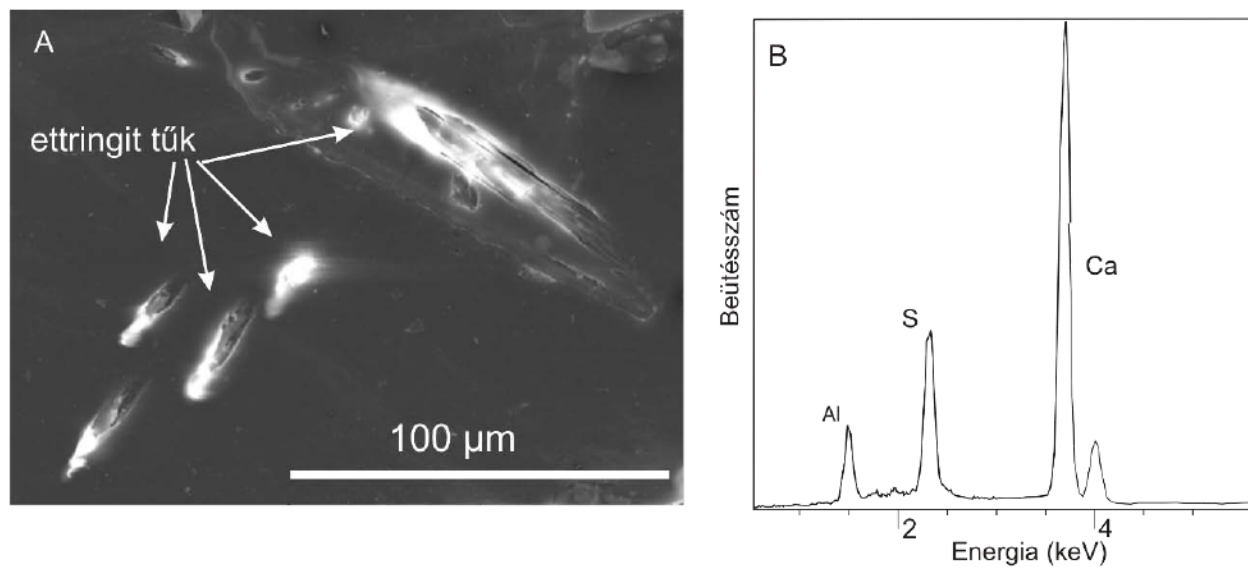 A
ettringit tűk
100 µm
B
Beütésszám
Al
S
Ca
2
4
Energia (keV)